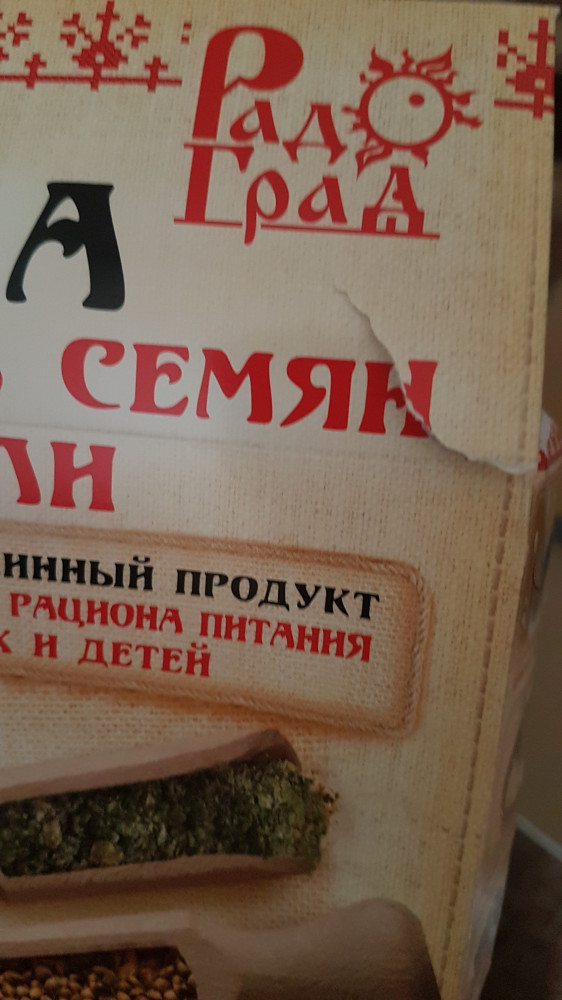 РадО
Град
А
СЕМЯН
ЛИ
ИННЫЙ ПРОДУКТ
РАЦИОНА ПИТАНИЯ
Х И ДЕТЕЙ